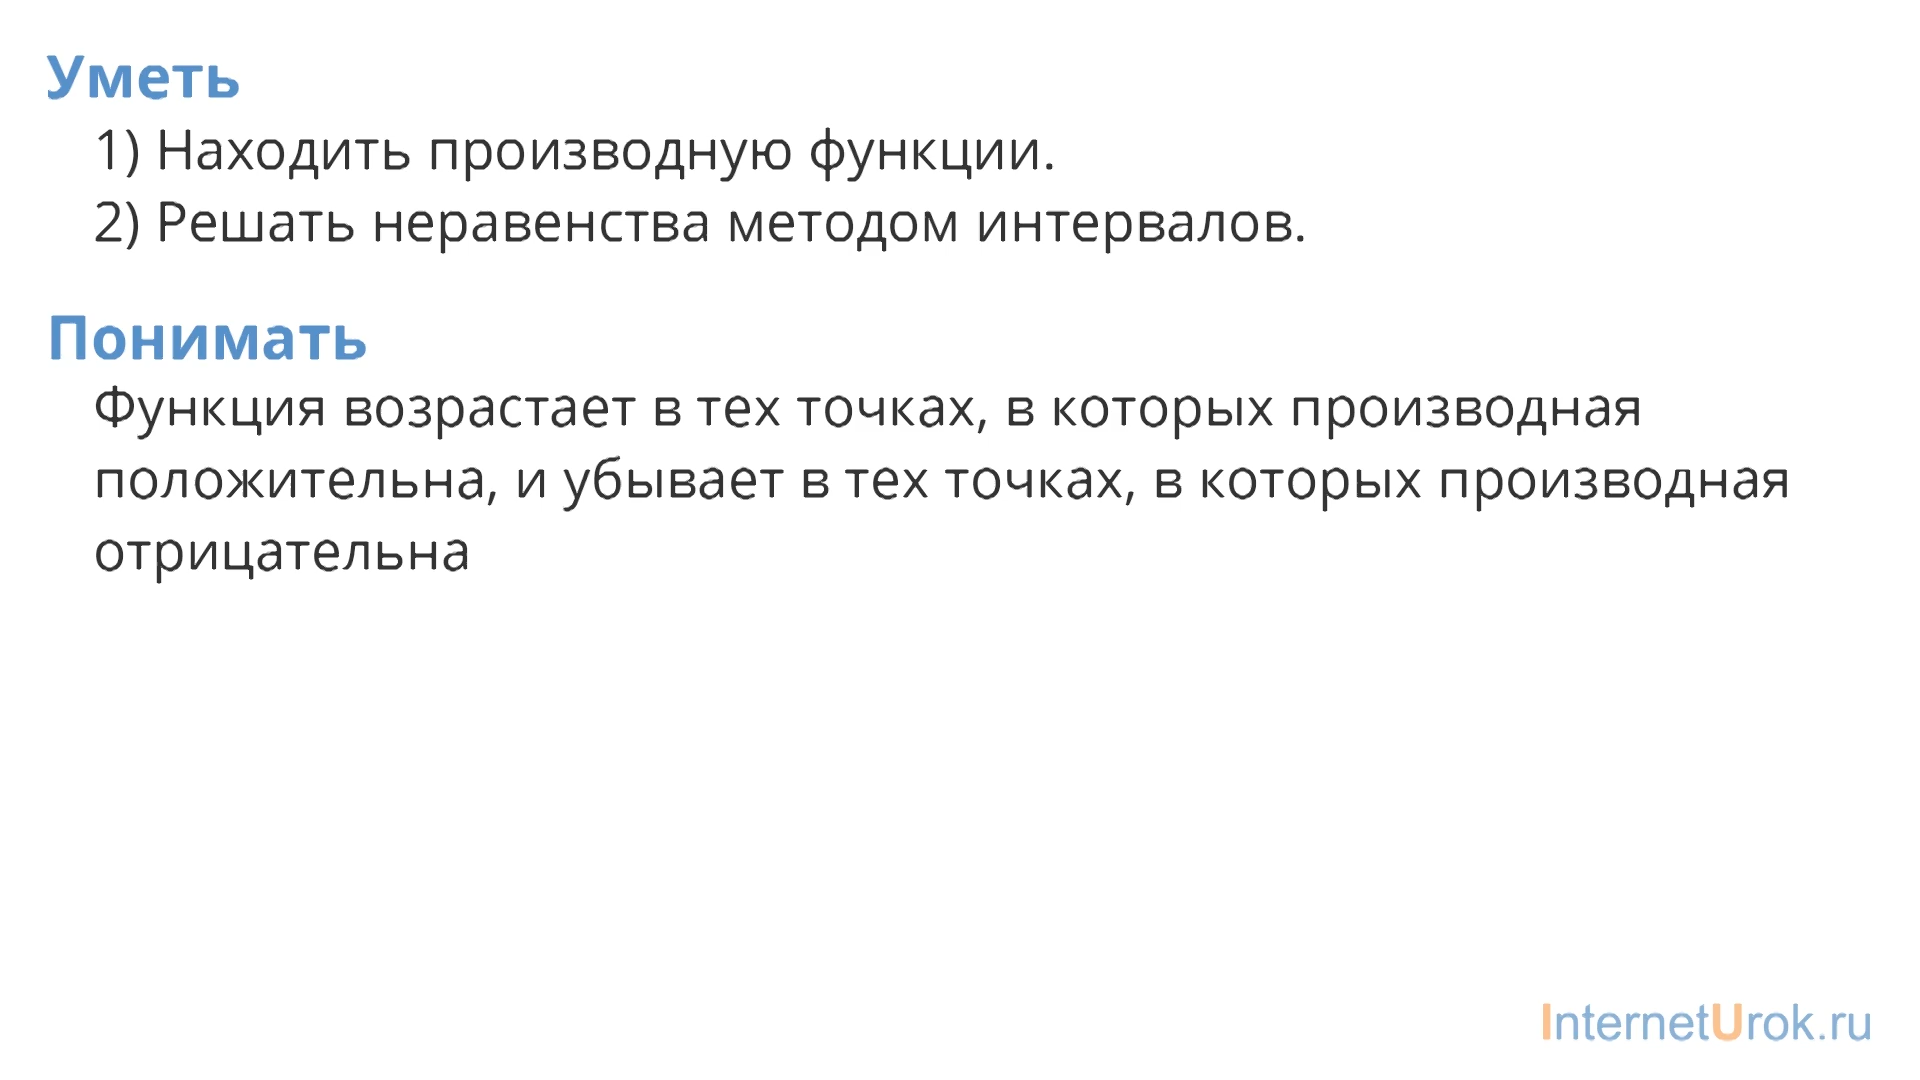 Уметь
1) Находить производную функции.
2) Решать неравенства методом интервалов.
Понимать
Функция возрастает в тех точках, в которых производная
положительна, и убывает в тех точках, в которых производная
отрицательна
InternetUrok.ru